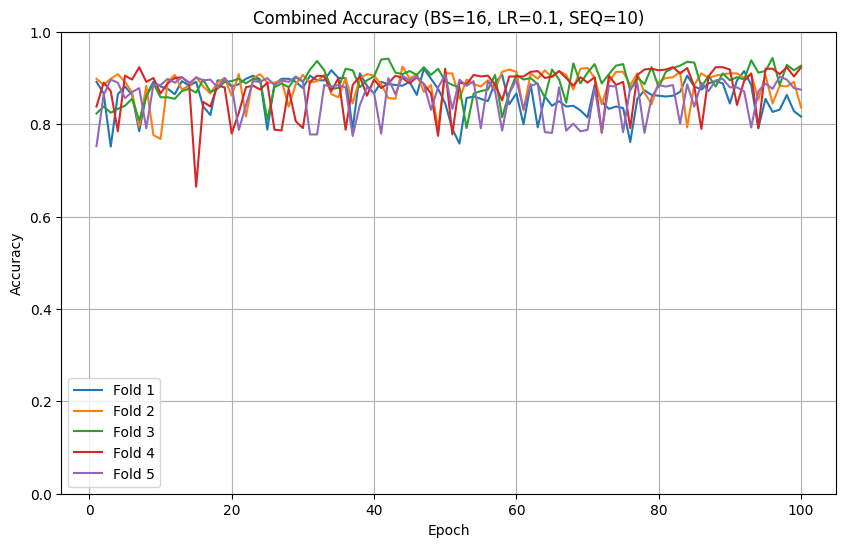 Combined Accuracy (BS=16, LR=0.1, SEQ=10)
1.0
0.8
0.6
0.4
0.2
0.0
Accuracy
Fold 1
Fold 2
Fold 3
Fold 4
Fold 5
0 20 40 60 80 100
Epoch